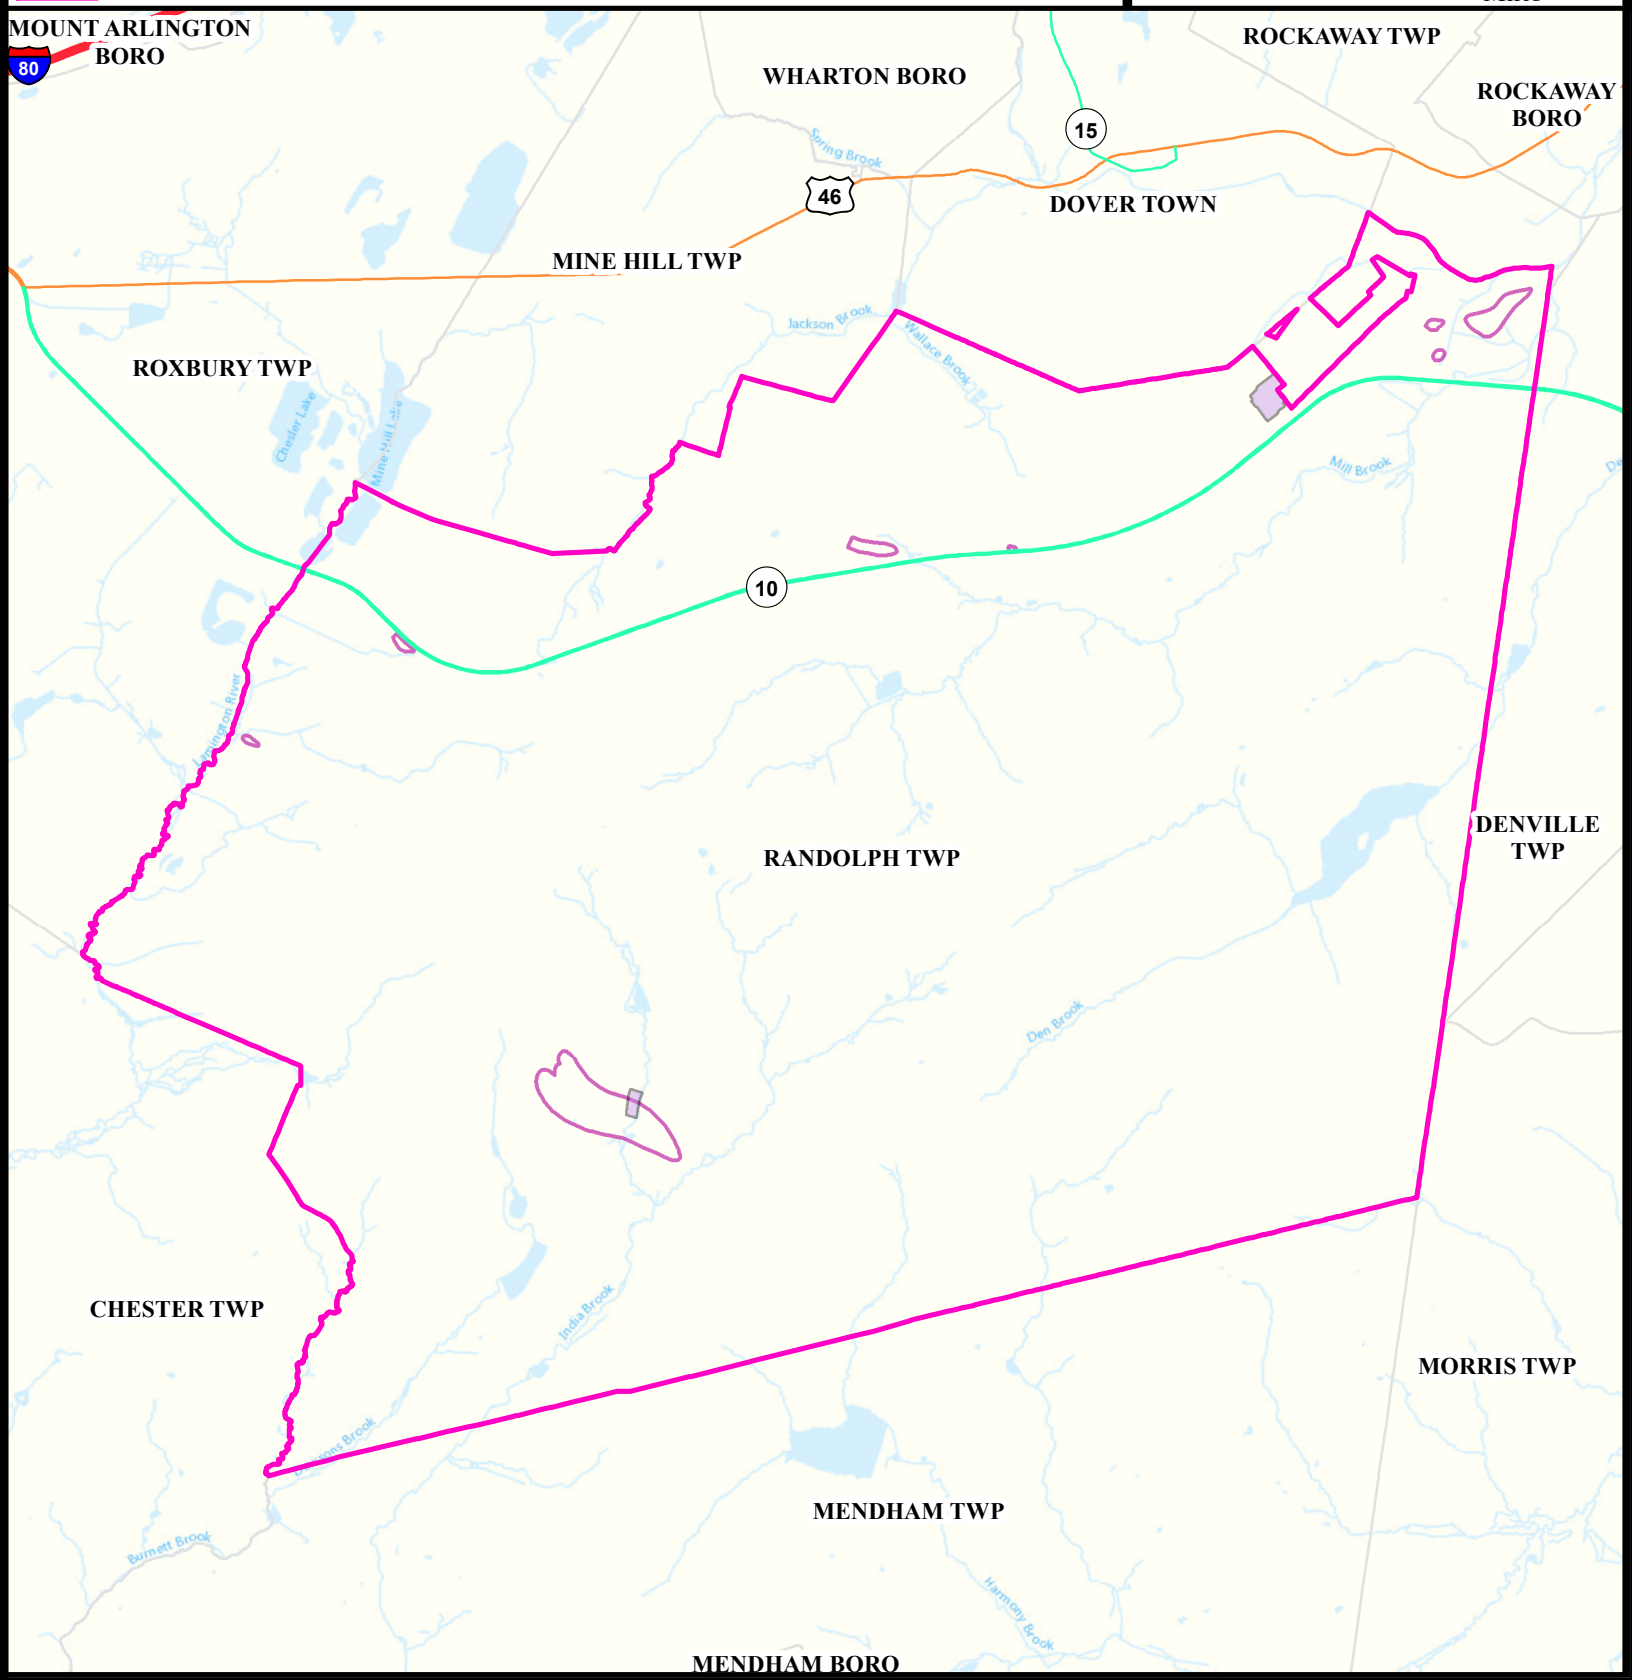 MOUNT ARLINGTON
BORO
80
ROCKAWAY TWP
WHARTON BORO
ROCKAWAY
BORO
15
Spring Brook
46
DOVER TOWN
MINE HILL TWP
Jackson Brook
Wallace Brook
ROXBURY TWP
Chester Lake
Mine Hill Lake
Mill Brook
10
Lamington River
DENVILLE
TWP
RANDOLPH TWP
Den Brook
CHESTER TWP
India Brook
MORRIS TWP
Brook
MENDHAM TWP
Burnett Brook
Harmony Brook
MENDHAM BORO